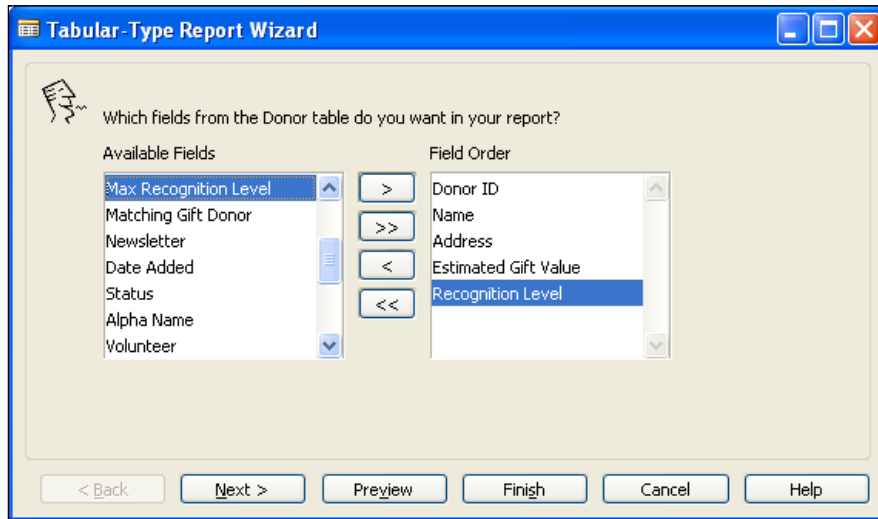 Tabular-Type Report Wizard
Which fields from the Donor table do you want in your report?
Available Fields
Field Order
Max Recognition Level
Matching Gift Donor
Newsletter
Date Added
Status
Alpha Name
Volunteer
>
>>
<
<<
Donor ID
Name
Address
Estimated Gift Value
Recognition Level
< Back
Next >
Preview
Finish
Cancel
Help